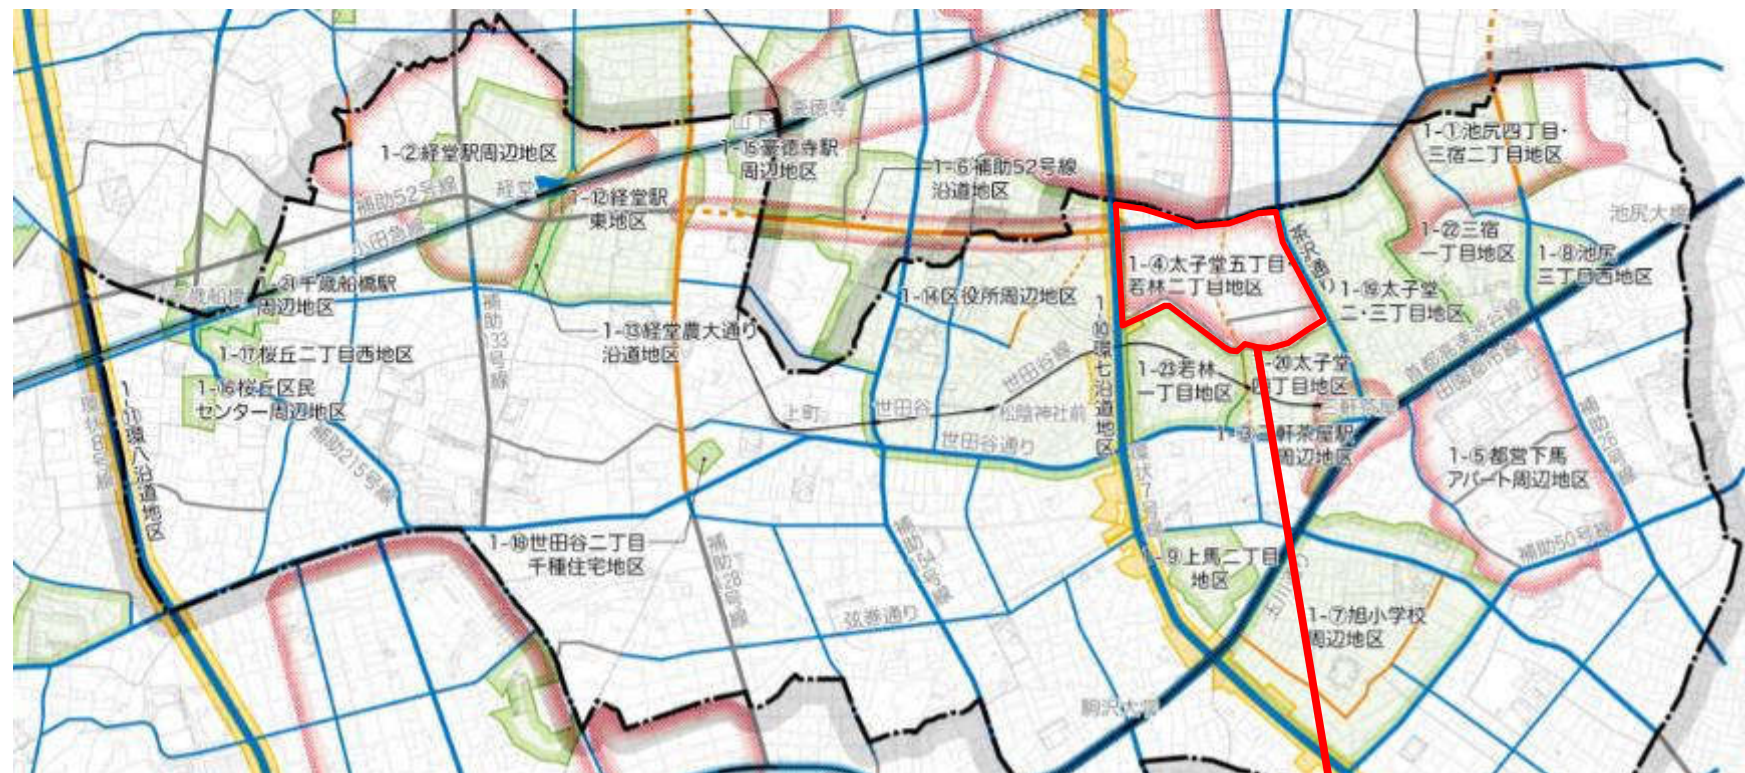 豪徳寺
山下
1-①池尻四丁目・
三宿二丁目地区
1-②経堂駅周辺地区
1-⑮豪徳寺駅
周辺地区
1-⑥補助52号線
沿道地区
経堂
補助52号線
1-⑫経堂駅
東地区
小田急線
池尻大橋
1-㉒三宿
一丁目地区
1-⑧池尻
三丁目西地区
1-④太子堂五丁目・
若林二丁目地区
1-⑲太子堂
二・三丁目地区
1-⑭区役所周辺地区
㉑千歳船橋駅
周辺地区
補助133号線
1-⑬経堂農大通り
沿道地区
1-⑩環七沿道地区
世田谷線
首都高速渋谷線
田園都市線
1-⑰桜丘二丁目西地区
1-⑯桜丘区民
センター周辺地区
1-⑪環八沿道地区
環状8号線
1-㉓若林
一丁目地区
-⑳太子堂
四丁目地区
三軒茶屋
上町
世田谷
松陰神社前
世田谷通り
1-③三軒茶屋駅
周辺地区
環状7号線
補助26号線
1-⑤都営下馬
アパート周辺地区
補助215号線
1-⑱世田谷二丁目
千種住宅地区
補助50号線
1-⑨上馬二丁目
地区
弦巻通り
1-⑦旭小学校
周辺地区
駒沢大学